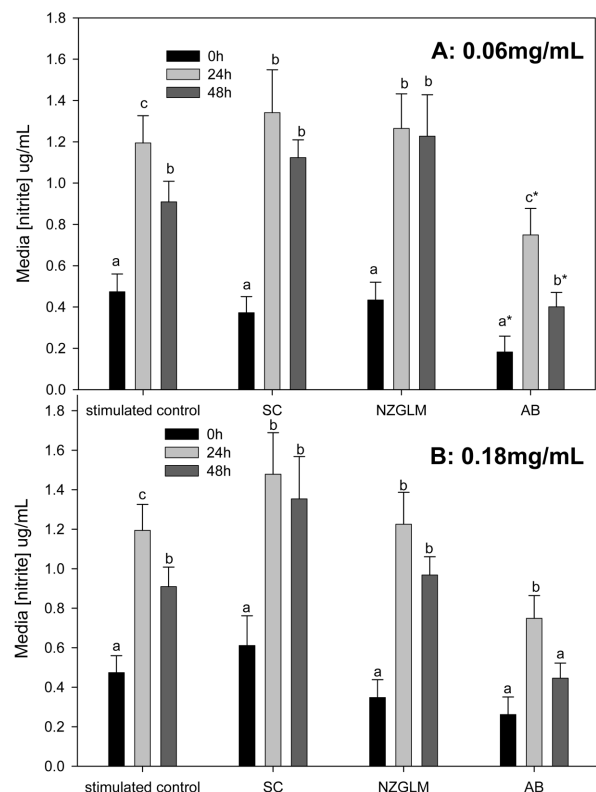 A: 0.06mg/mL
0h
24h
48h
Media [nitrite] ug/mL
1.8
1.6
1.4
1.2
1.0
0.8
0.6
0.4
0.2
0.0
a
c
b
a
b
b
a
b
b
a*
c*
b*
stimulated control
SC
NZGLM
AB
B: 0.18mg/mL
0h
24h
48h
Media [nitrite] ug/mL
1.8
1.6
1.4
1.2
1.0
0.8
0.6
0.4
0.2
0.0
a
c
b
a
b
b
a
b
b
a
b
a
stimulated control
SC
NZGLM
AB